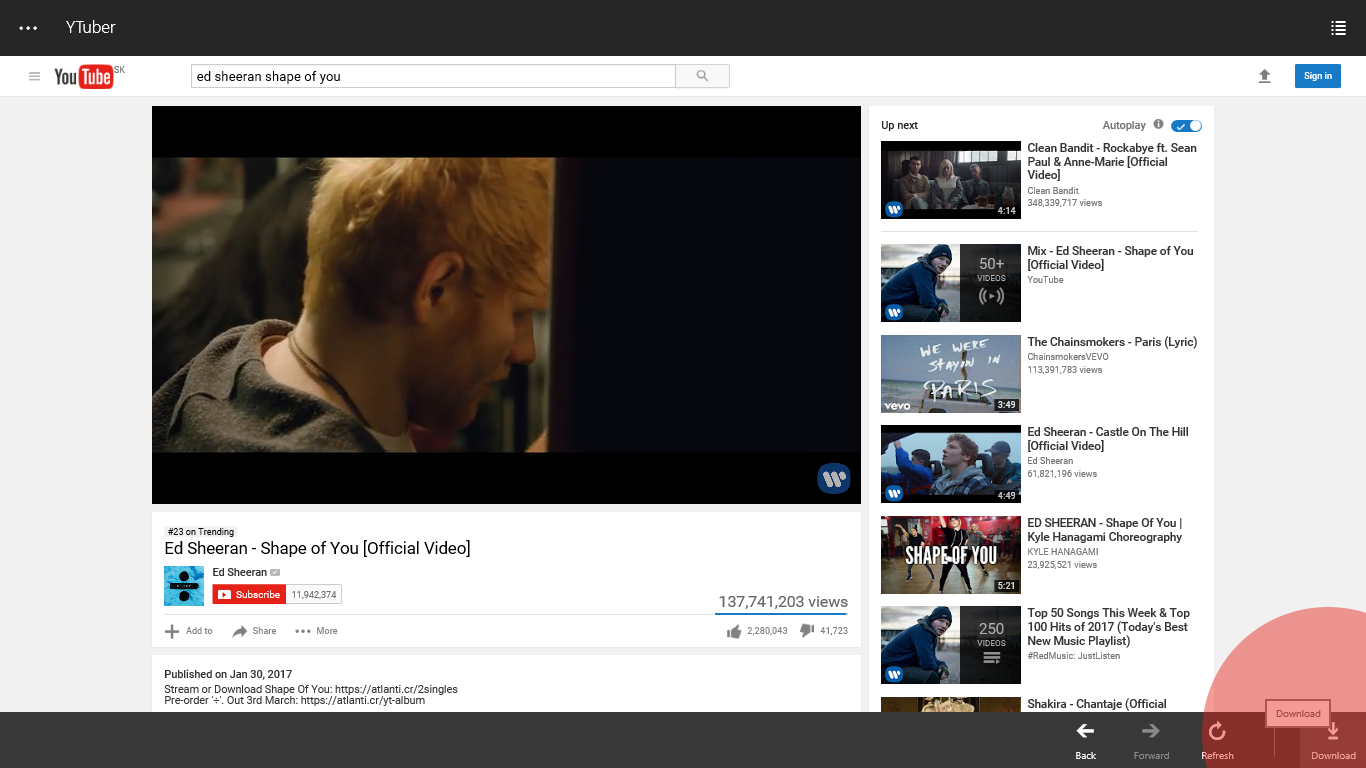 YTuber
YouTube SK
ed sheeran shape of you
Sign in
Up next
Autoplay
Clean Bandit - Rockabye ft. Sean
Paul & Anne-Marie [Official
Video]
Clean Bandit
348,339,717 views
4:14
Mix - Ed Sheeran - Shape of You
[Official Video]
YouTube
50+
VIDEOS
The Chainsmokers - Paris (Lyric)
ChainsmokersVEVO
113,391,783 views
WE WERE
STAYIN IN
PARIS
vevo
3:49
Ed Sheeran - Castle On The Hill
[Official Video]
Ed Sheeran
61,821,196 views
4:49
ED SHEERAN - Shape Of You |
Kyle Hanagami Choreography
KYLE HANAGAMI
23,925,521 views
SHAPE OF YOU
5:21
Top 50 Songs This Week & Top
100 Hits of 2017 (Today's Best
New Music Playlist)
#RedMusic: JustListen
250
VIDEOS
Shakira - Chantaje (Official
#23 on Trending
Ed Sheeran - Shape of You [Official Video]
Ed Sheeran
Subscribe 11,942,374
137,741,203 views
Add to Share More
2,280,043 41,723
Published on Jan 30, 2017
Stream or Download Shape Of You: https://atlanti.cr/2singles
Pre-order '÷'. Out 3rd March: https://atlanti.cr/yt-album
Download
Back Forward Refresh Download